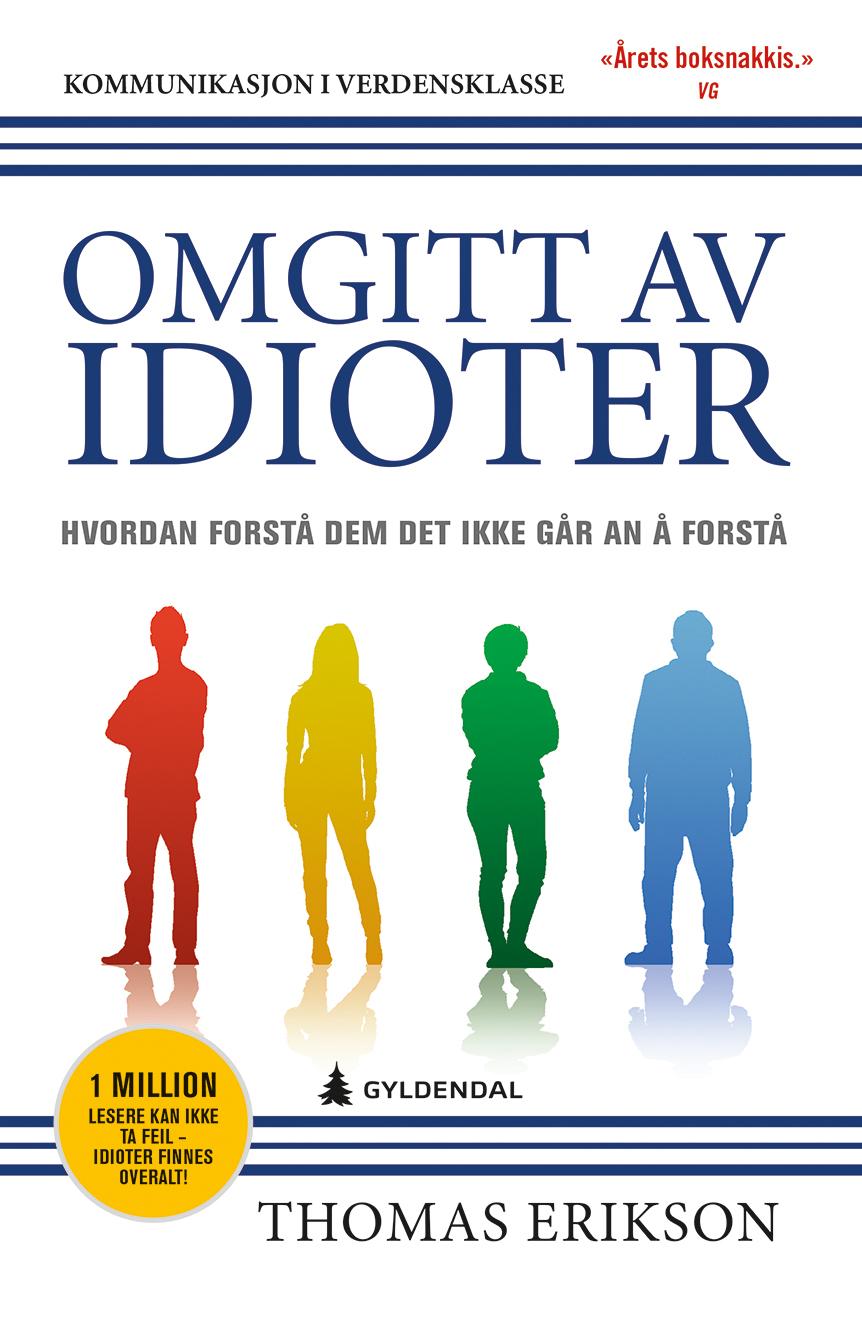 KOMMUNIKASJON I VERDENSKLASSE
«Årets boksnakkis.»
VG
OMGITT AV
IDIOTER
HVORDAN FORSTÅ DEM DET IKKE GÅR AN Å FORSTÅ
GYLDENDAL
1 MILLION
LESERE KAN IKKE
TA FEIL –
IDIOTER FINNES
OVERALT!
THOMAS ERIKSON